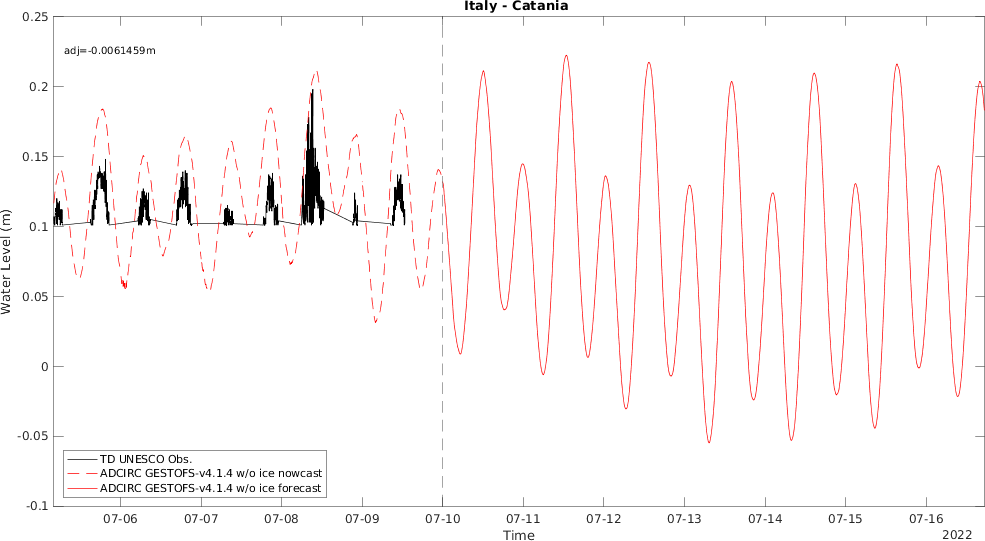 Italy - Catania
adj=-0.0061459m
0.25
0.2
0.15
0.1
0.05
0
-0.05
-0.1
Water Level (m)
TD UNESCO Obs.
ADCIRC GESTOFS-v4.1.4 w/o ice nowcast
ADCIRC GESTOFS-v4.1.4 w/o ice forecast
07-06 07-07 07-08 07-09 07-10 07-11 07-12 07-13 07-14 07-15 07-16
Time
2022